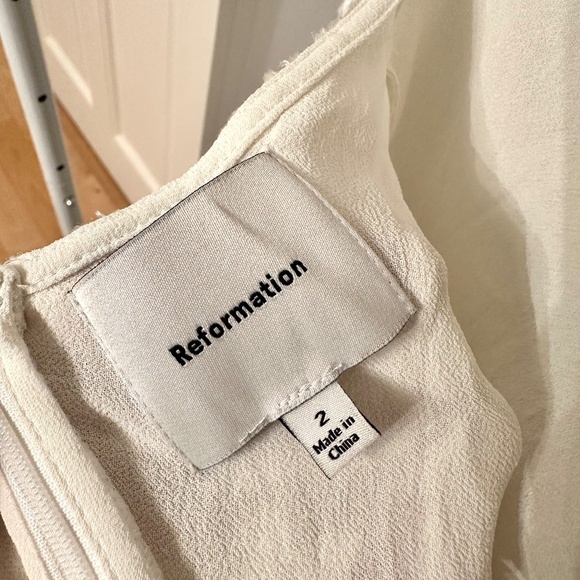 Reformation
2
Made in
China